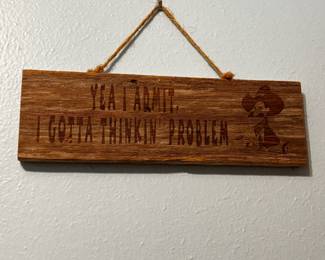 YEA I ADMIT,
I GOTTA THINKIN' PROBLEM